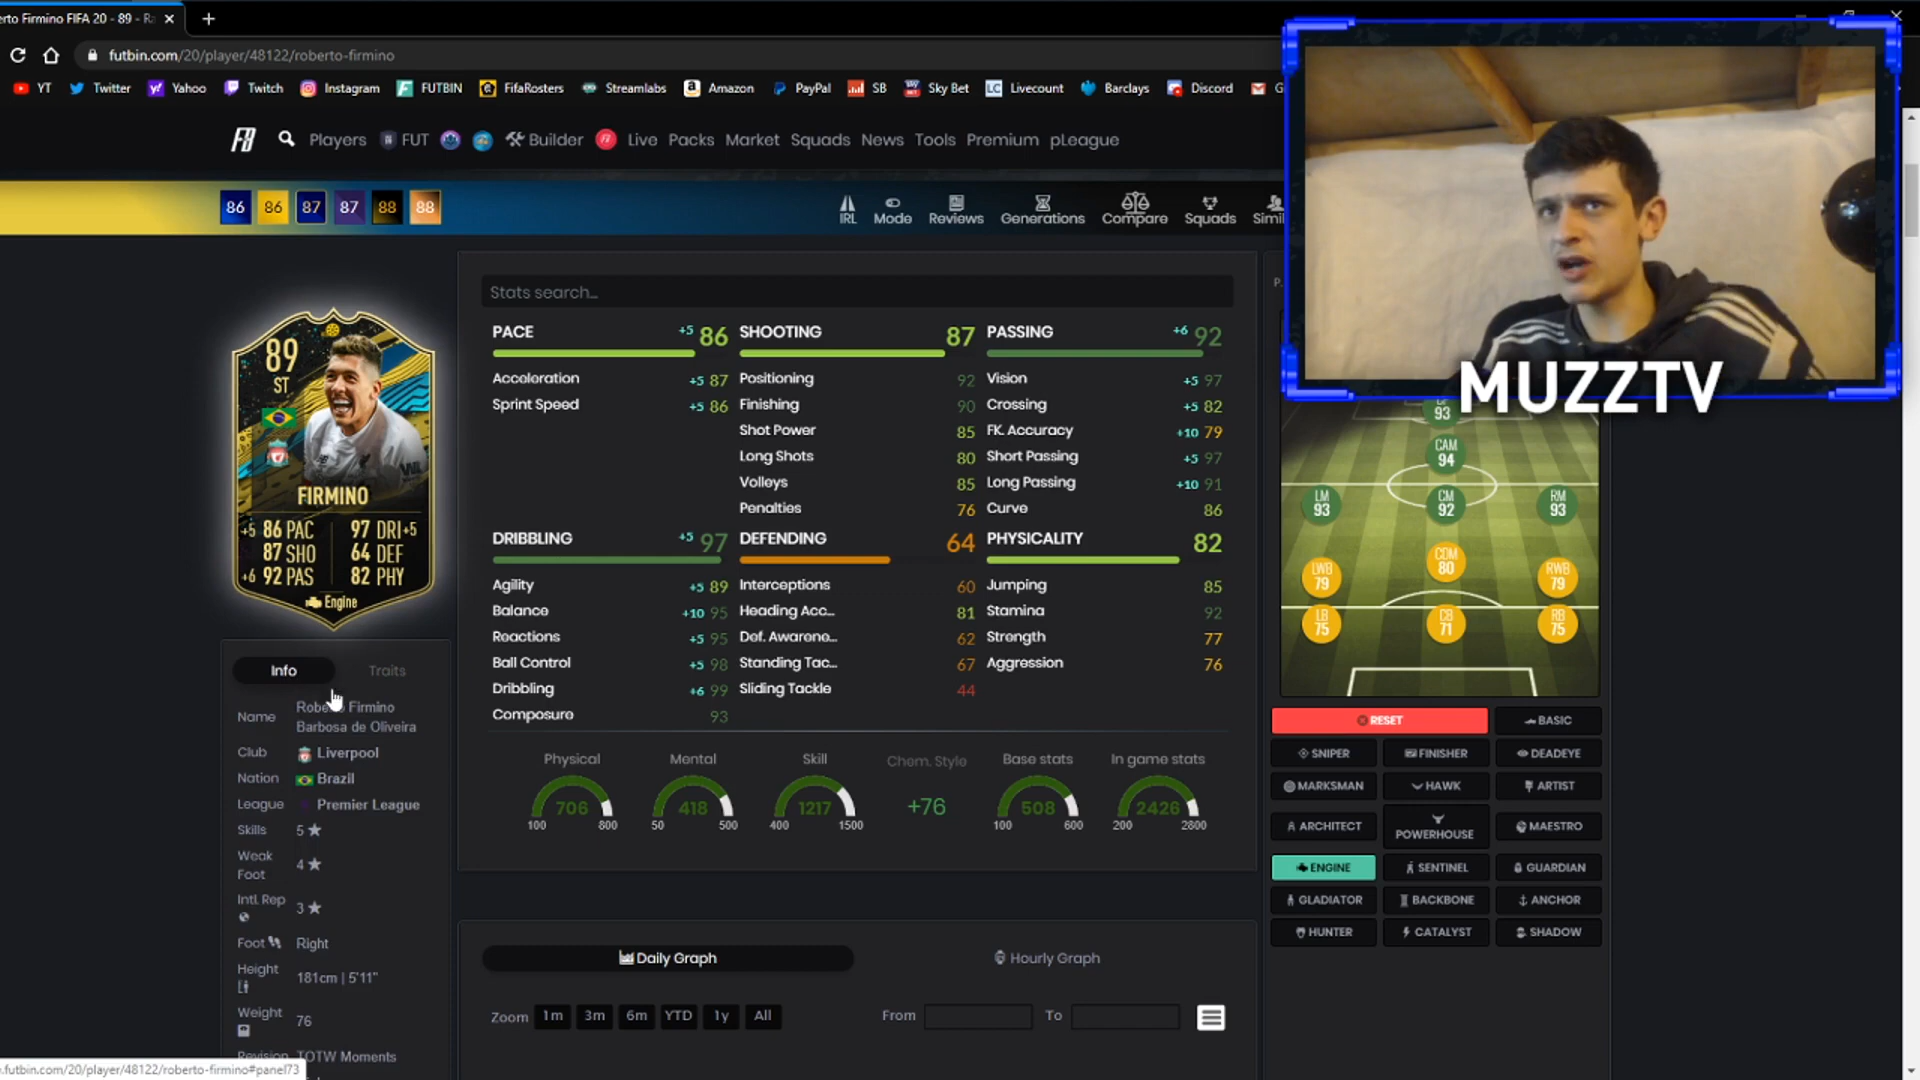 rto Firmino FIFA 20 - 89 - Ra
futbin.com/20/player/48122/roberto-firmino
YT Twitter Yahoo Twitch Instagram FUTBIN FifaRosters Streamlabs Amazon PayPal SB Sky Bet LC Livecount Barclays Discord G
FB Players FUT Builder Live Packs Market Squads News Tools Premium pLeague
86 86 87 87 88 88
IRL Mode Reviews Generations Compare Squads Simil
MUZZTV
Stats search...
PACE +5 86 SHOOTING 87 PASSING +6 92
Acceleration +5 87 Positioning 92 Vision +5 97
Sprint Speed +5 86 Finishing 90 Crossing +5 82
Shot Power 85 FK. Accuracy +10 79
Long Shots 80 Short Passing +5 97
Volleys 85 Long Passing +10 91
Penalties 76 Curve 86
DRIBBLING +5 97 DEFENDING 64 PHYSICALITY 82
Agility +5 89 Interceptions 60 Jumping 85
Balance +10 95 Heading Acc... 81 Stamina 92
Reactions +5 95 Def. Awarene... 62 Strength 77
Ball Control +5 98 Standing Tac... 67 Aggression 76
Dribbling +6 99 Sliding Tackle 44
Composure 93
Physical Mental Skill Chem. Style Base stats In game stats
706 418 1217 +76 508 2426
100 800 50 500 400 1500 100 600 200 2800
89
ST
FIRMINO
+5 86 PAC 97 DRI+5
87 SHO 64 DEF
+6 92 PAS 82 PHY
Engine
Info Traits
Name Roberto Firmino
Barbosa de Oliveira
Club Liverpool
Nation Brazil
League Premier League
Skills 5
Weak
Foot 4
Intl. Rep 3
Foot Right
Height 181cm | 5'11"
Weight 76
Revision TOTW Moments
.futbin.com/20/player/48122/roberto-firmino#panel73
Daily Graph Hourly Graph
Zoom 1m 3m 6m YTD 1y All From To
93
CAM
94
LM
93
CM
92
RM
93
LWB
79
CDM
80
RWB
79
LB
75
CB
71
RB
75
RESET BASIC
SNIPER FINISHER DEADEYE
MARKSMAN HAWK ARTIST
ARCHITECT POWERHOUSE MAESTRO
ENGINE SENTINEL GUARDIAN
GLADIATOR BACKBONE ANCHOR
HUNTER CATALYST SHADOW